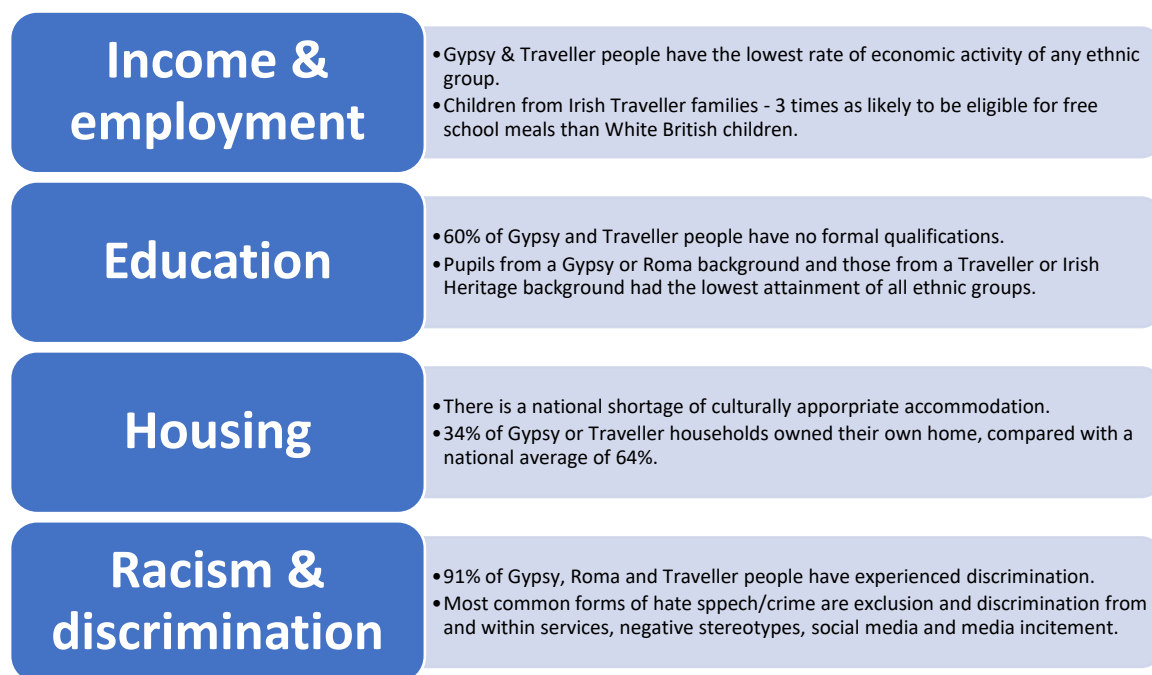 Income &
employment
•Gypsy & Traveller people have the lowest rate of economic activity of any ethnic
group.
•Children from Irish Traveller families - 3 times as likely to be eligible for free
school meals than White British children.
Education
•60% of Gypsy and Traveller people have no formal qualifications.
•Pupils from a Gypsy or Roma background and those from a Traveller or Irish
Heritage background had the lowest attainment of all ethnic groups.
Housing
•There is a national shortage of culturally apporpriate accommodation.
•34% of Gypsy or Traveller households owned their own home, compared with a
national average of 64%.
Racism &
discrimination
•91% of Gypsy, Roma and Traveller people have experienced discrimination.
•Most common forms of hate sppech/crime are exclusion and discrimination from
and within services, negative stereotypes, social media and media incitement.